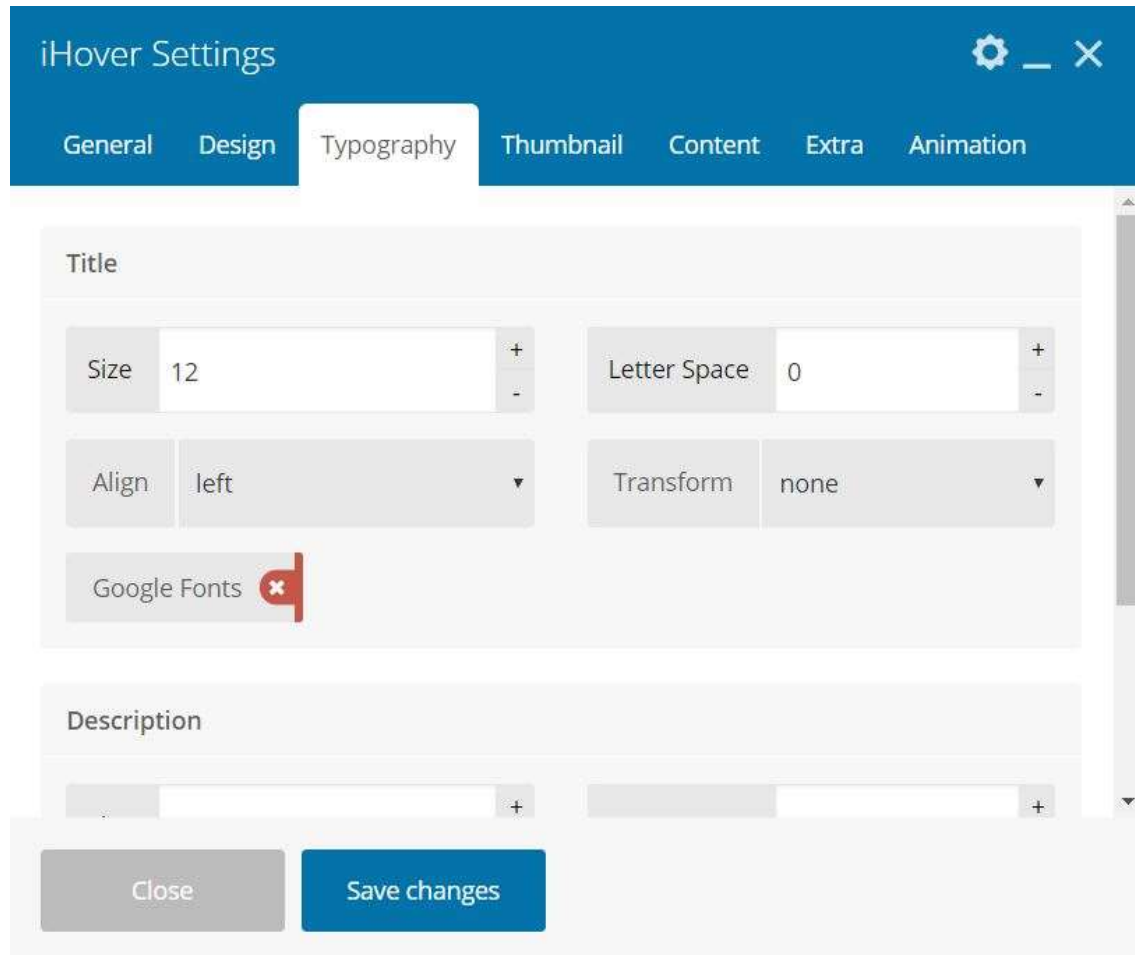 iHover Settings
General Design Typography Thumbnail Content Extra Animation
Title
Size 12 + - Letter Space 0 + -
Align left Transform none
Google Fonts
Description
+ +
Close Save changes